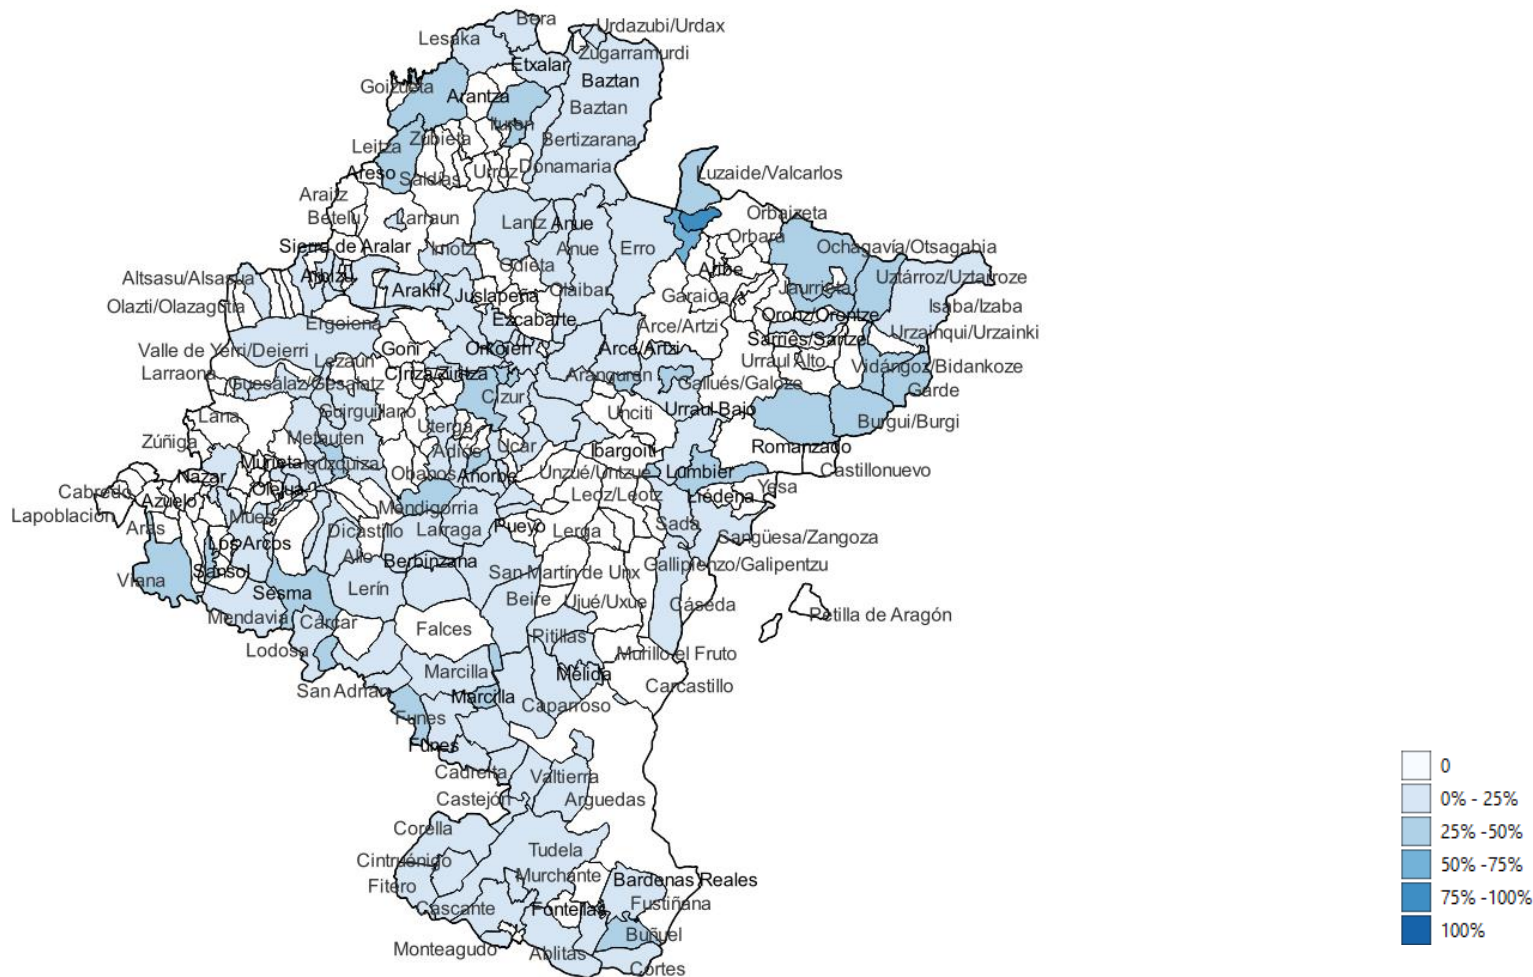 Bera
Urdazubi/Urdax
Lesaka
Zugarramurdi
Etxalar
Baztan
Goizueta
Arantza
Baztan
Ituren
Zubieta
Bertizarana
Leitza
Areso
Saldías
Urroz
Donamaria
Luzaide/Valcarlos
Araitz
Betelu
Larraun
Lantz
Anue
Orbaizeta
Orbara
Sierra de Aralar
Imotz
Anue
Erro
Ochagavía/Otsagabia
Odieta
Aribe
Altsasu/Alsasua
Arakil
Juslapeña
Olaibar
Garaioa
Jaurrieta
Uztárroz/Uztarroze
Olazti/Olazagutía
Isaba/Izaba
Ergoiena
Ezcabarte
Arce/Artzi
Oronz/Orontze
Urzainqui/Urzainki
Valle de Yerri/Deierri
Goñi
Orkoien
Arce/Artzi
Sarriés/Sartze
Lezaun
Urraul Alto
Vidángoz/Bidankoze
Larraona
Guesálaz/Gesalatz
Ciriza/Ziritza
Aranguren
Gallués/Galoze
Garde
Cizur
Lana
Guirguillano
Unciti
Urraul Bajo
Burgui/Burgi
Uterga
Zúñiga
Metauten
Adiós
Ucar
Ibargoiti
Romanzado
Murieta
Igúzquiza
Nazar
Obanos
Añorbe
Unzué/Untzue
Lumbier
Castillonuevo
Cabredo
Azuelo
Olejua
Leoz/Leotz
Liédena
Yesa
Lapoblación
Mendigorria
Aras
Mues
Dicastillo
Larraga
Pueyo
Lerga
Sada
Sangüesa/Zangoza
Los Arcos
Allo
Berbinzana
Viana
Sansol
San Martín de Unx
Gallipienzo/Galipentzu
Sesma
Lerín
Beire
Ujué/Uxue
Cáseda
Petilla de Aragón
Mendavia
Cárcar
Falces
Pitillas
Lodosa
Murillo el Fruto
Marcilla
Mélida
San Adrián
Marcilla
Carcastillo
Funes
Caparroso
Funes
Cadreita
Valtierra
Castejón
Arguedas
Corella
Tudela
Cintruénigo
Murchante
Fitero
Bardenas Reales
Cascante
Fontellas
Fustiñana
Buñuel
Monteagudo
Ablitas
Cortes
0
0% - 25%
25% -50%
50% -75%
75% -100%
100%